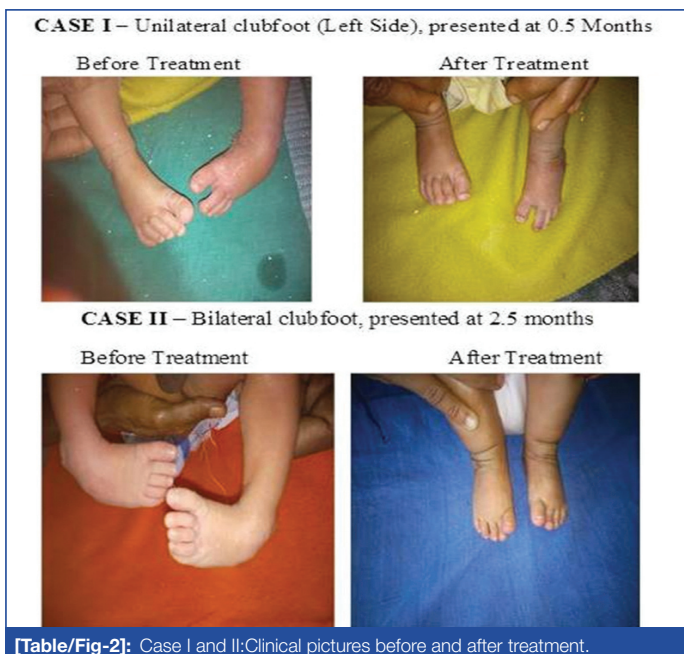 CASE I – Unilateral clubfoot (Left Side), presented at 0.5 Months
Before Treatment
After Treatment
CASE II – Bilateral clubfoot, presented at 2.5 months
Before Treatment
After Treatment
[Table/Fig-2]: Case I and II:Clinical pictures before and after treatment.